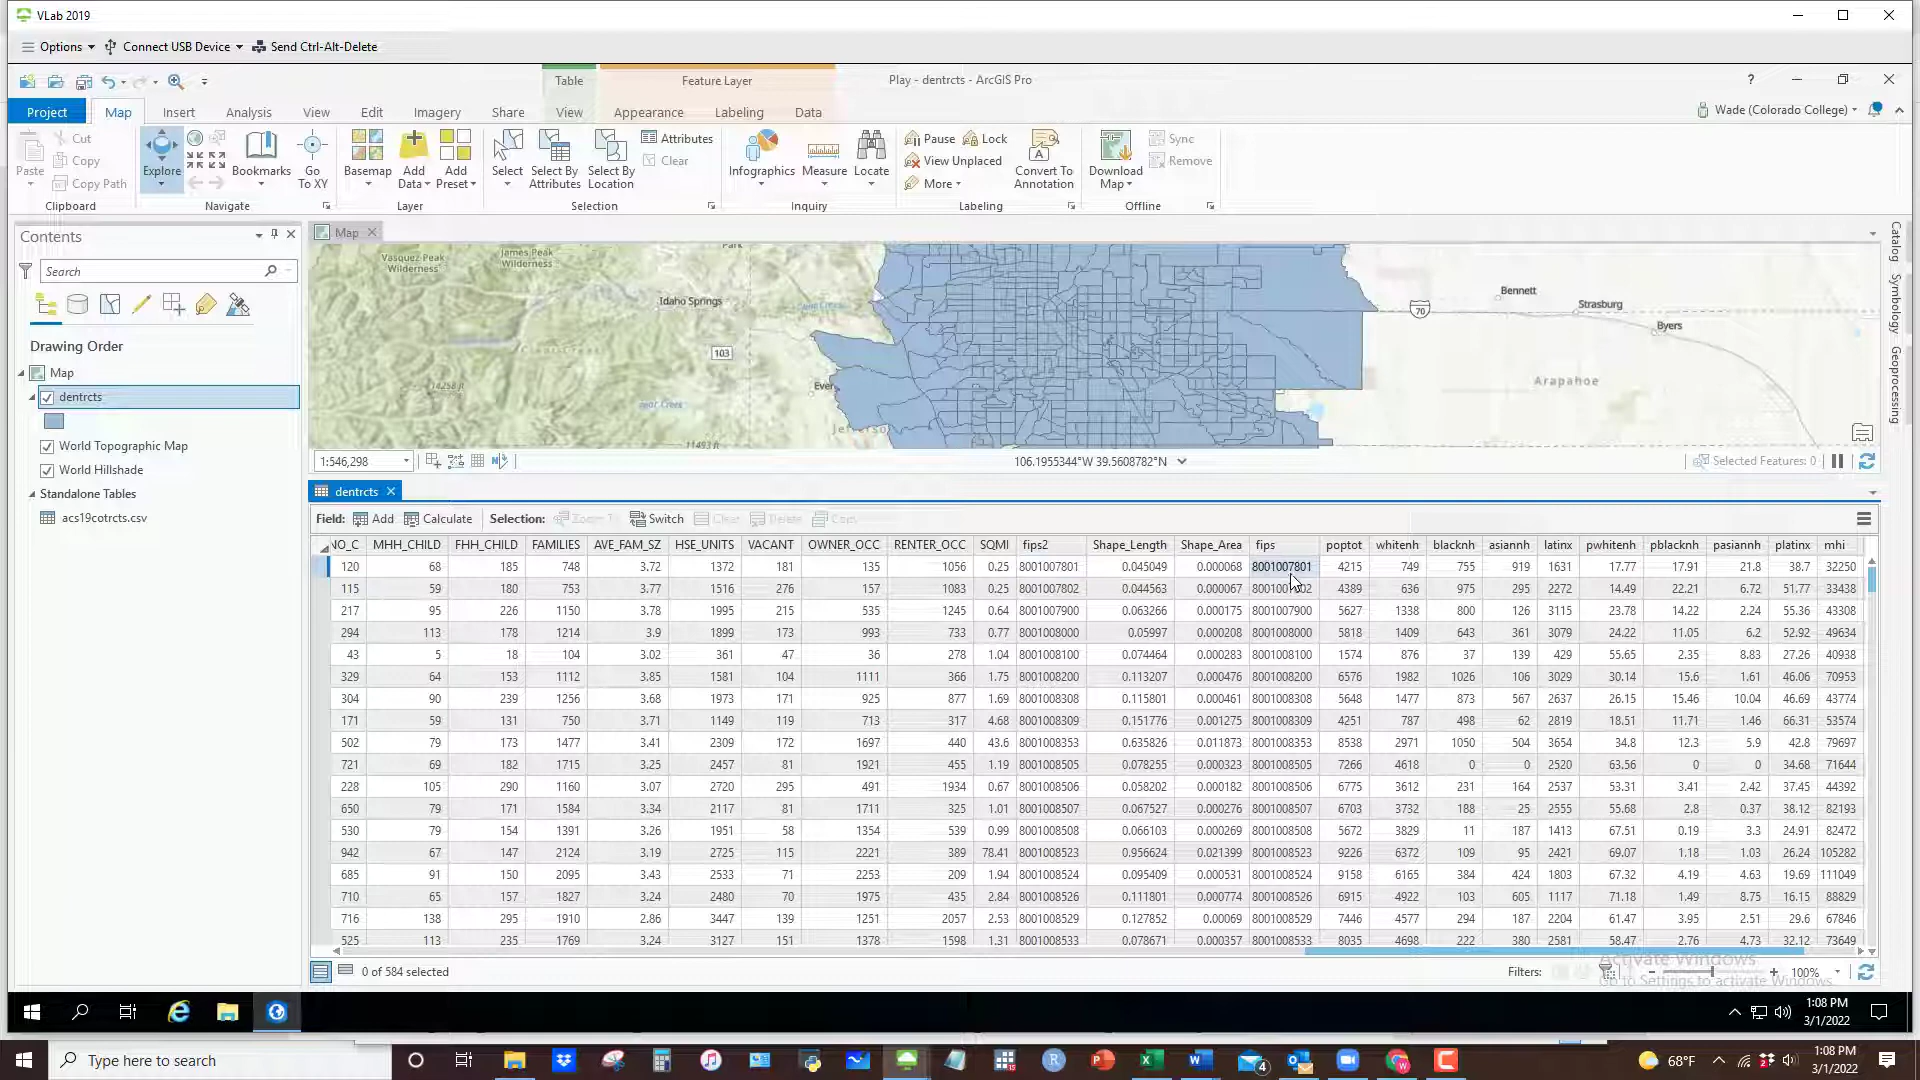 VLab 2019
Options Connect USB Device Send Ctrl-Alt-Delete
Table Feature Layer Play - dentrcts - ArcGIS Pro ?
Project Map Insert Analysis View Edit Imagery Share View Appearance Labeling Data Wade (Colorado College)
Paste Cut Copy Copy Path Explore Bookmarks Go To XY Basemap Add Data Add Preset Select Select By Attributes Select By Location Attributes Clear Infographics Measure Locate Pause Lock View Unplaced More Convert To Annotation Download Map Sync Remove
Clipboard Navigate Layer Selection Inquiry Labeling Offline
Contents
Search
Drawing Order
Map
dentrcts
World Topographic Map
World Hillshade
Standalone Tables
acs19cotrcts.csv
Map
Catalog
Symbology
Geoprocessing
Park
Vasquez Peak Wilderness
James Peak Wilderness
Idaho Springs
103
14258 ft
11493 ft
70
Bennett
Strasburg
Byers
Arapahoe
1:546,298 106.1955344°W 39.5608782°N Selected Features: 0
dentrcts
Field: Add Calculate Selection: Zoom To Switch Clear Delete Copy
NO_C MHH_CHILD FHH_CHILD FAMILIES AVE_FAM_SZ HSE_UNITS VACANT OWNER_OCC RENTER_OCC SQMI fips2 Shape_Length Shape_Area fips poptot whitenh blacknh asiannh latinx pwhitenh pblacknh pasiannh platinx mhi
120 68 185 748 3.72 1372 181 135 1056 0.25 8001007801 0.045049 0.000068 8001007801 4215 749 755 919 1631 17.77 17.91 21.8 38.7 32250
115 59 180 753 3.77 1516 276 157 1083 0.25 8001007802 0.044563 0.000067 8001007802 4389 636 975 295 2272 14.49 22.21 6.72 51.77 33438
217 95 226 1150 3.78 1995 215 535 1245 0.64 8001007900 0.063266 0.000175 8001007900 5627 1338 800 126 3115 23.78 14.22 2.24 55.36 43308
294 113 178 1214 3.9 1899 173 993 733 0.77 8001008000 0.05997 0.000208 8001008000 5818 1409 643 361 3079 24.22 11.05 6.2 52.92 49634
43 5 18 104 3.02 361 47 36 278 1.04 8001008100 0.074464 0.000283 8001008100 1574 876 37 139 429 55.65 2.35 8.83 27.26 40938
329 64 153 1112 3.85 1581 104 1111 366 1.75 8001008200 0.113207 0.000476 8001008200 6576 1982 1026 106 3029 30.14 15.6 1.61 46.06 70953
304 90 239 1256 3.68 1973 171 925 877 1.69 8001008308 0.115801 0.000461 8001008308 5648 1477 873 567 2637 26.15 15.46 10.04 46.69 43774
171 59 131 750 3.71 1149 119 713 317 4.68 8001008309 0.151776 0.001275 8001008309 4251 787 498 62 2819 18.51 11.71 1.46 66.31 53574
502 79 173 1477 3.41 2309 172 1697 440 43.6 8001008353 0.635826 0.011873 8001008353 8538 2971 1050 504 3654 34.8 12.3 5.9 42.8 79697
721 69 182 1715 3.25 2457 81 1921 455 1.19 8001008505 0.078255 0.000323 8001008505 7266 4618 0 0 2520 63.56 0 0 34.68 71644
228 105 290 1160 3.07 2720 295 491 1934 0.67 8001008506 0.058202 0.000182 8001008506 6775 3612 231 164 2537 53.31 3.41 2.42 37.45 44392
650 79 171 1584 3.34 2117 81 1711 325 1.01 8001008507 0.067527 0.000276 8001008507 6703 3732 188 25 2555 55.68 2.8 0.37 38.12 82193
530 79 154 1391 3.26 1951 58 1354 539 0.99 8001008508 0.066103 0.000269 8001008508 5672 3829 11 187 1413 67.51 0.19 3.3 24.91 82472
942 67 147 2124 3.19 2725 115 2221 389 78.41 8001008523 0.956624 0.021399 8001008523 9226 6372 109 95 2421 69.07 1.18 1.03 26.24 105282
685 91 150 2095 3.43 2533 71 2253 209 1.94 8001008524 0.095409 0.000531 8001008524 9158 6165 384 424 1803 67.32 4.19 4.63 19.69 111049
710 65 157 1827 3.24 2480 70 1975 435 2.84 8001008526 0.111801 0.000774 8001008526 6915 4922 103 605 1117 71.18 1.49 8.75 16.15 88829
716 138 295 1910 2.86 3447 139 1251 2057 2.53 8001008529 0.127852 0.00069 8001008529 7446 4577 294 187 2204 61.47 3.95 2.51 29.6 67846
525 113 235 1769 3.24 3127 151 1378 1598 1.31 8001008533 0.078671 0.000357 8001008533 8035 4698 222 380 2581 58.47 2.76 4.73 32.12 73649
0 of 584 selected Filters: 100%
Activate Windows
Go to Settings to activate Windows.
1:08 PM
3/1/2022
Type here to search 4 68°F 1:08 PM
3/1/2022